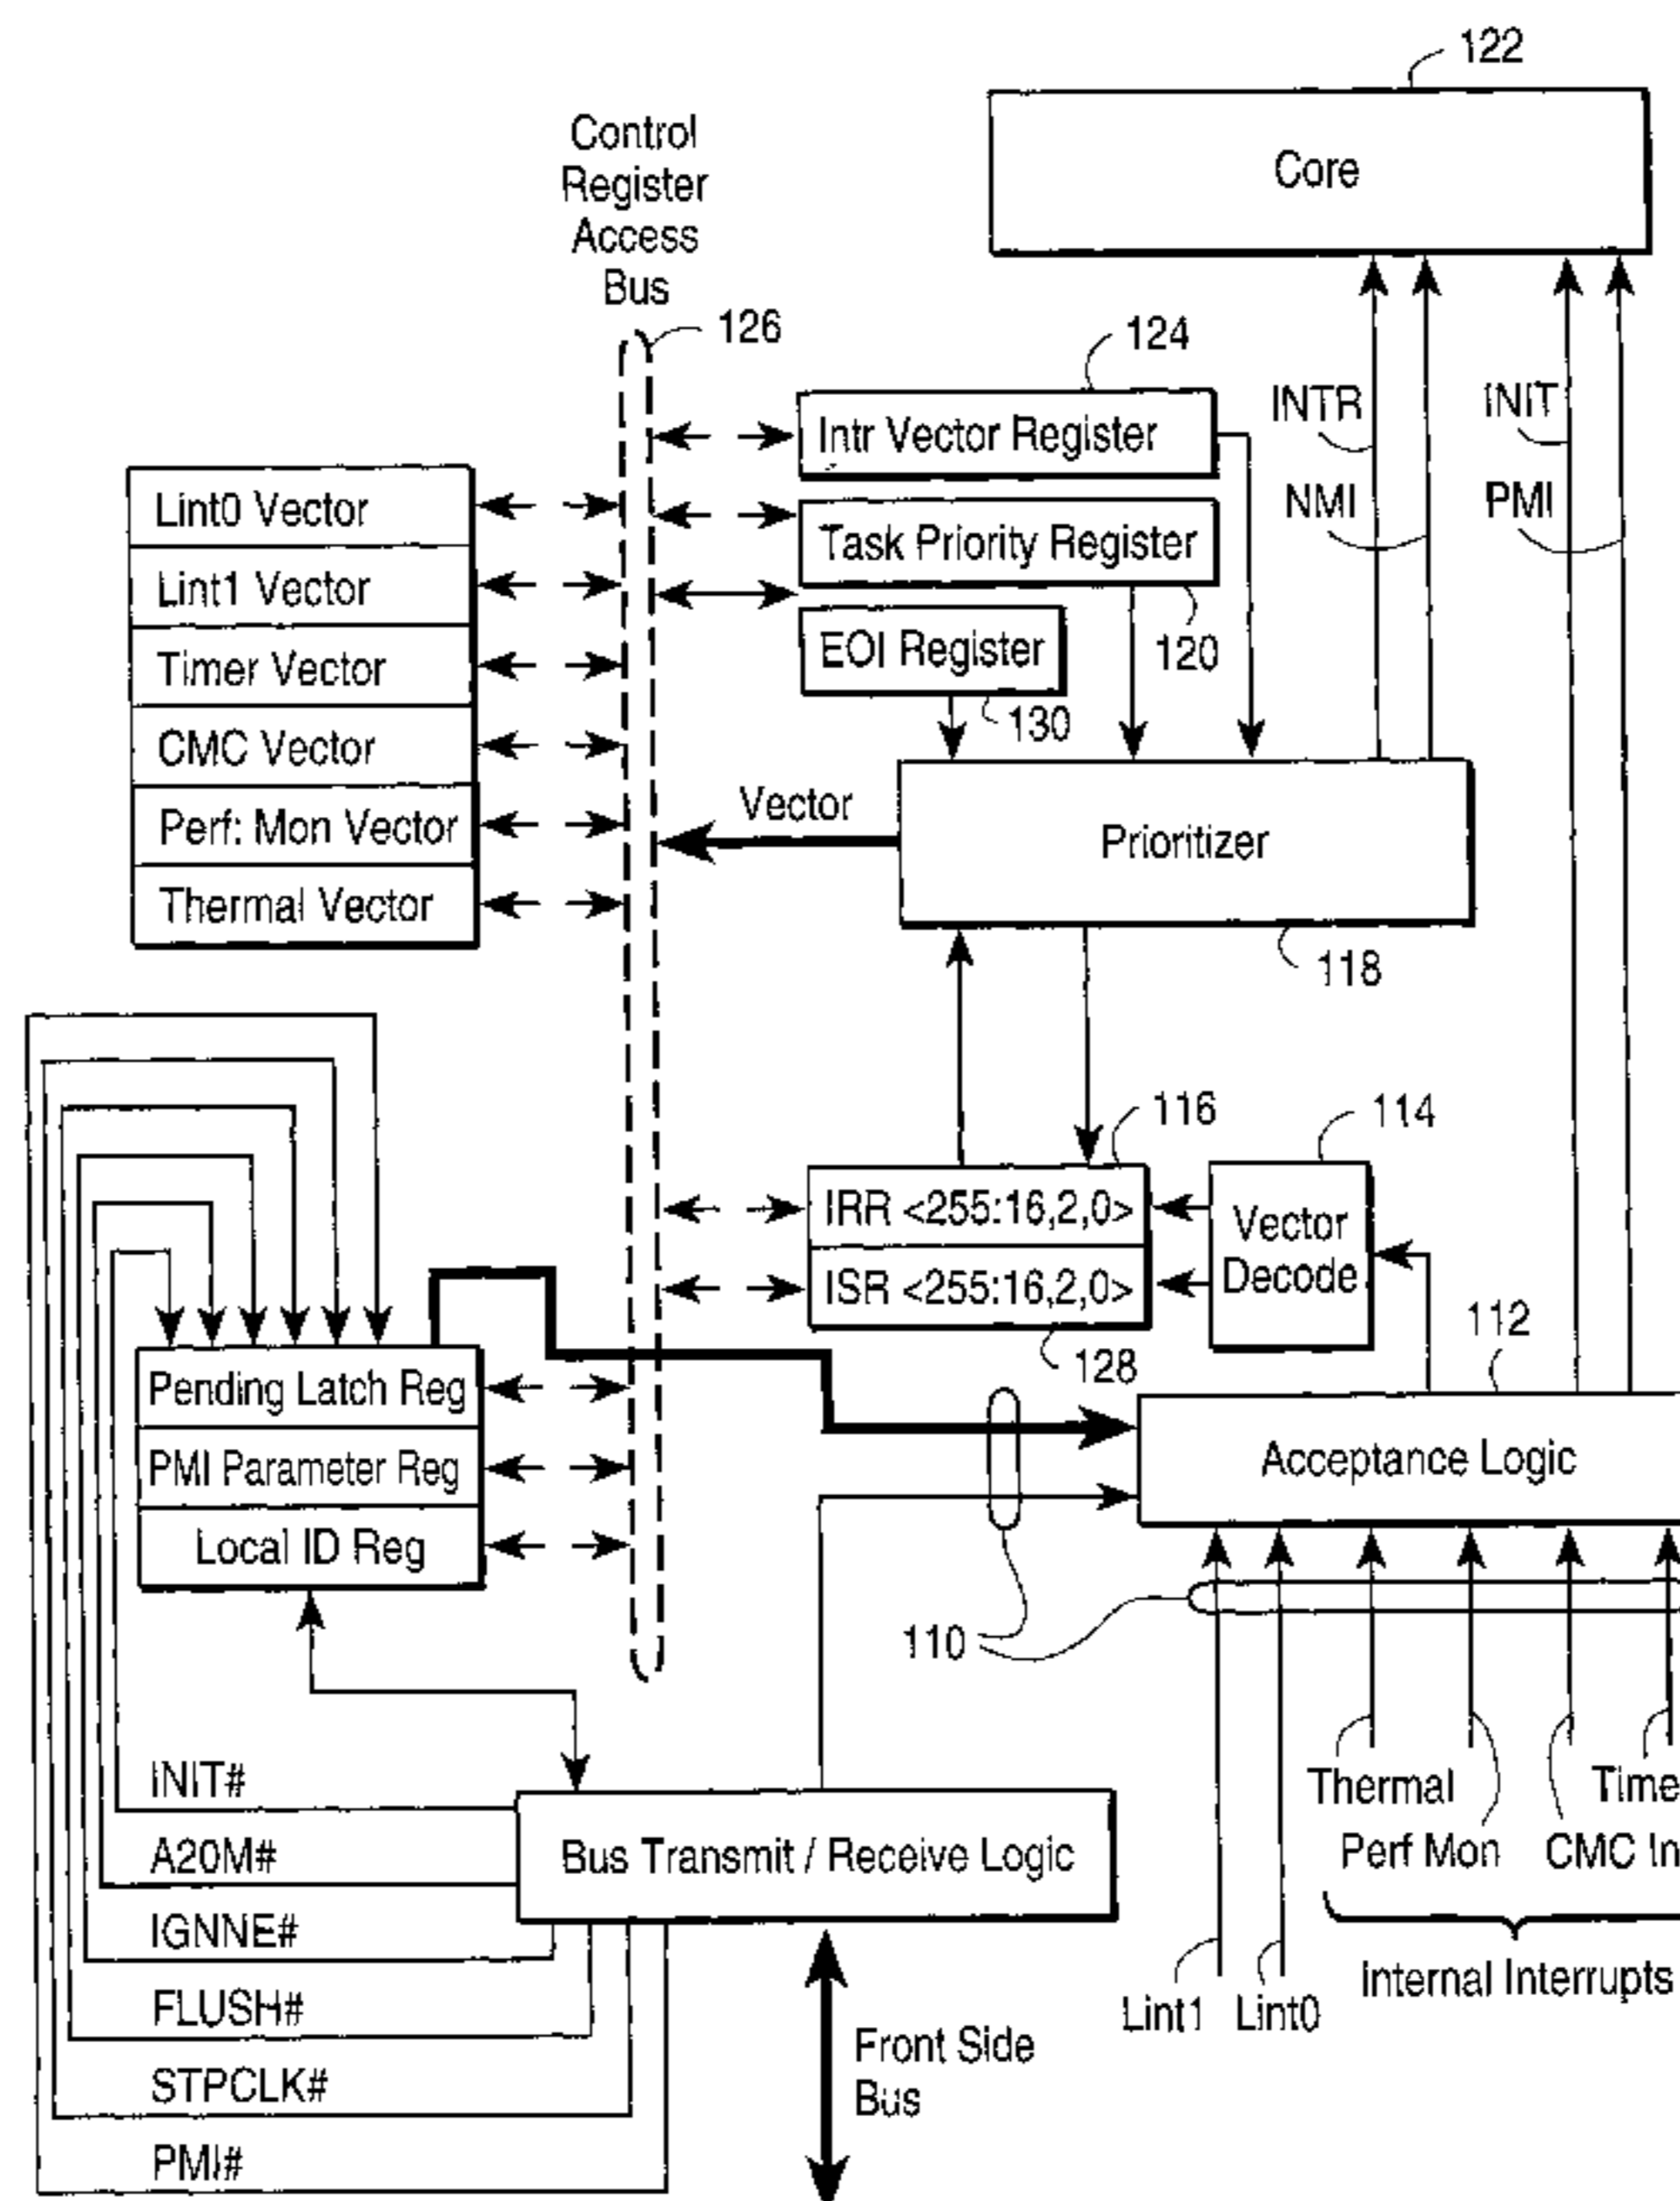 122
Core
Control
Register
Access
Bus
126
124
Intr Vector Register
INTR
INIT
Task Priority Register
NMI
PMI
EOI Register
120
130
Lint0 Vector
Lint1 Vector
Timer Vector
CMC Vector
Perf: Mon Vector
Thermal Vector
Vector
Prioritizer
118
116
114
IRR <255:16,2,0>
ISR <255:16,2,0>
Vector
Decode
128
112
Pending Latch Reg
PMI Parameter Reg
Local ID Reg
Acceptance Logic
110
Thermal
Perf Mon
CMC
Internal Interrupts
Lint1
Lint0
INIT#
A20M#
IGNNE#
FLUSH#
STPCLK#
PMI#
Bus Transmit / Receive Logic
Front Side
Bus